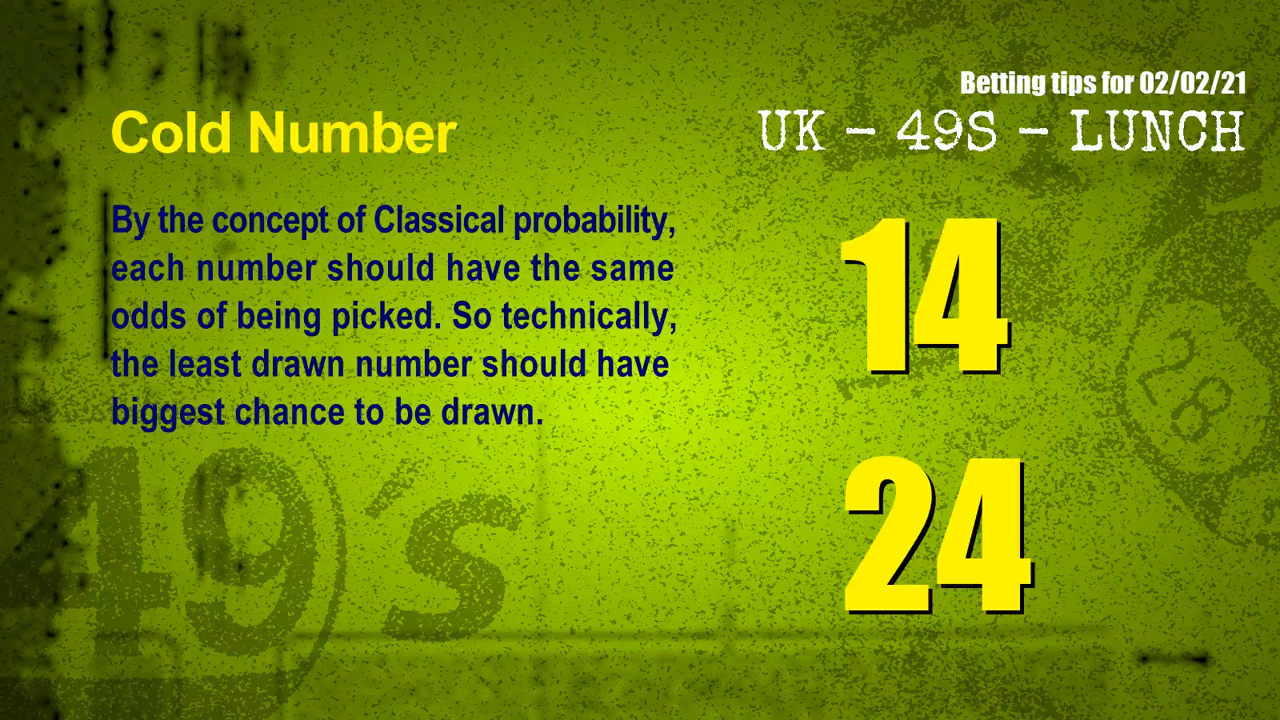 Betting tips for 02/02/21
UK - 49S - LUNCH
Cold Number
By the concept of Classical probability,
each number should have the same
odds of being picked. So technically,
the least drawn number should have
biggest chance to be drawn.
14
24
28
49's